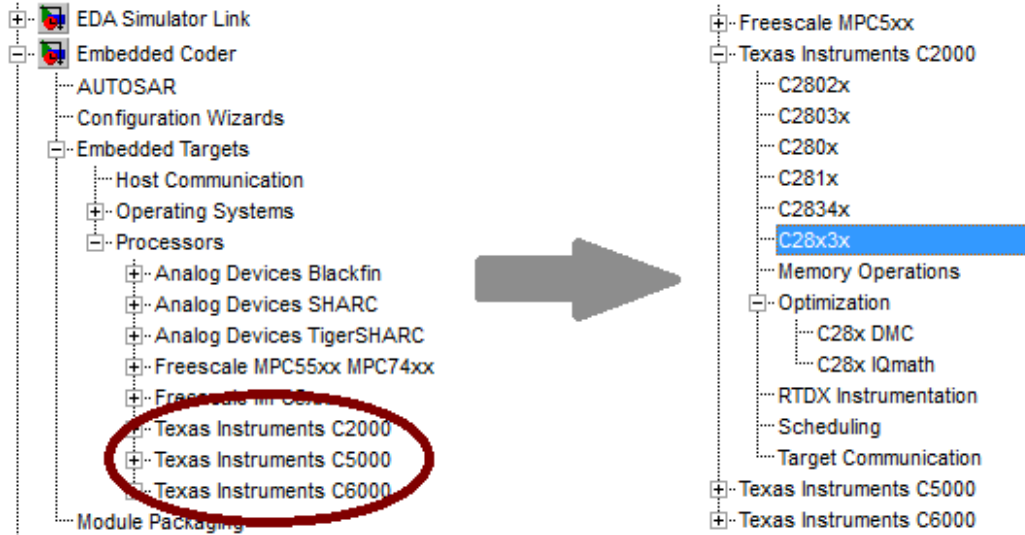 EDA Simulator Link
Embedded Coder
AUTOSAR
Configuration Wizards
Embedded Targets
Host Communication
Operating Systems
Processors
Analog Devices Blackfin
Analog Devices SHARC
Analog Devices TigerSHARC
Freescale MPC55xx MPC74xx
Freescale
Texas Instruments C2000
Texas Instruments C5000
Texas Instruments C6000
Module Packaging
Freescale MPC5xx
Texas Instruments C2000
C2802x
C2803x
C280x
C281x
C2834x
C28x3x
Memory Operations
Optimization
C28x DMC
C28x IQmath
RTDX Instrumentation
Scheduling
Target Communication
Texas Instruments C5000
Texas Instruments C6000